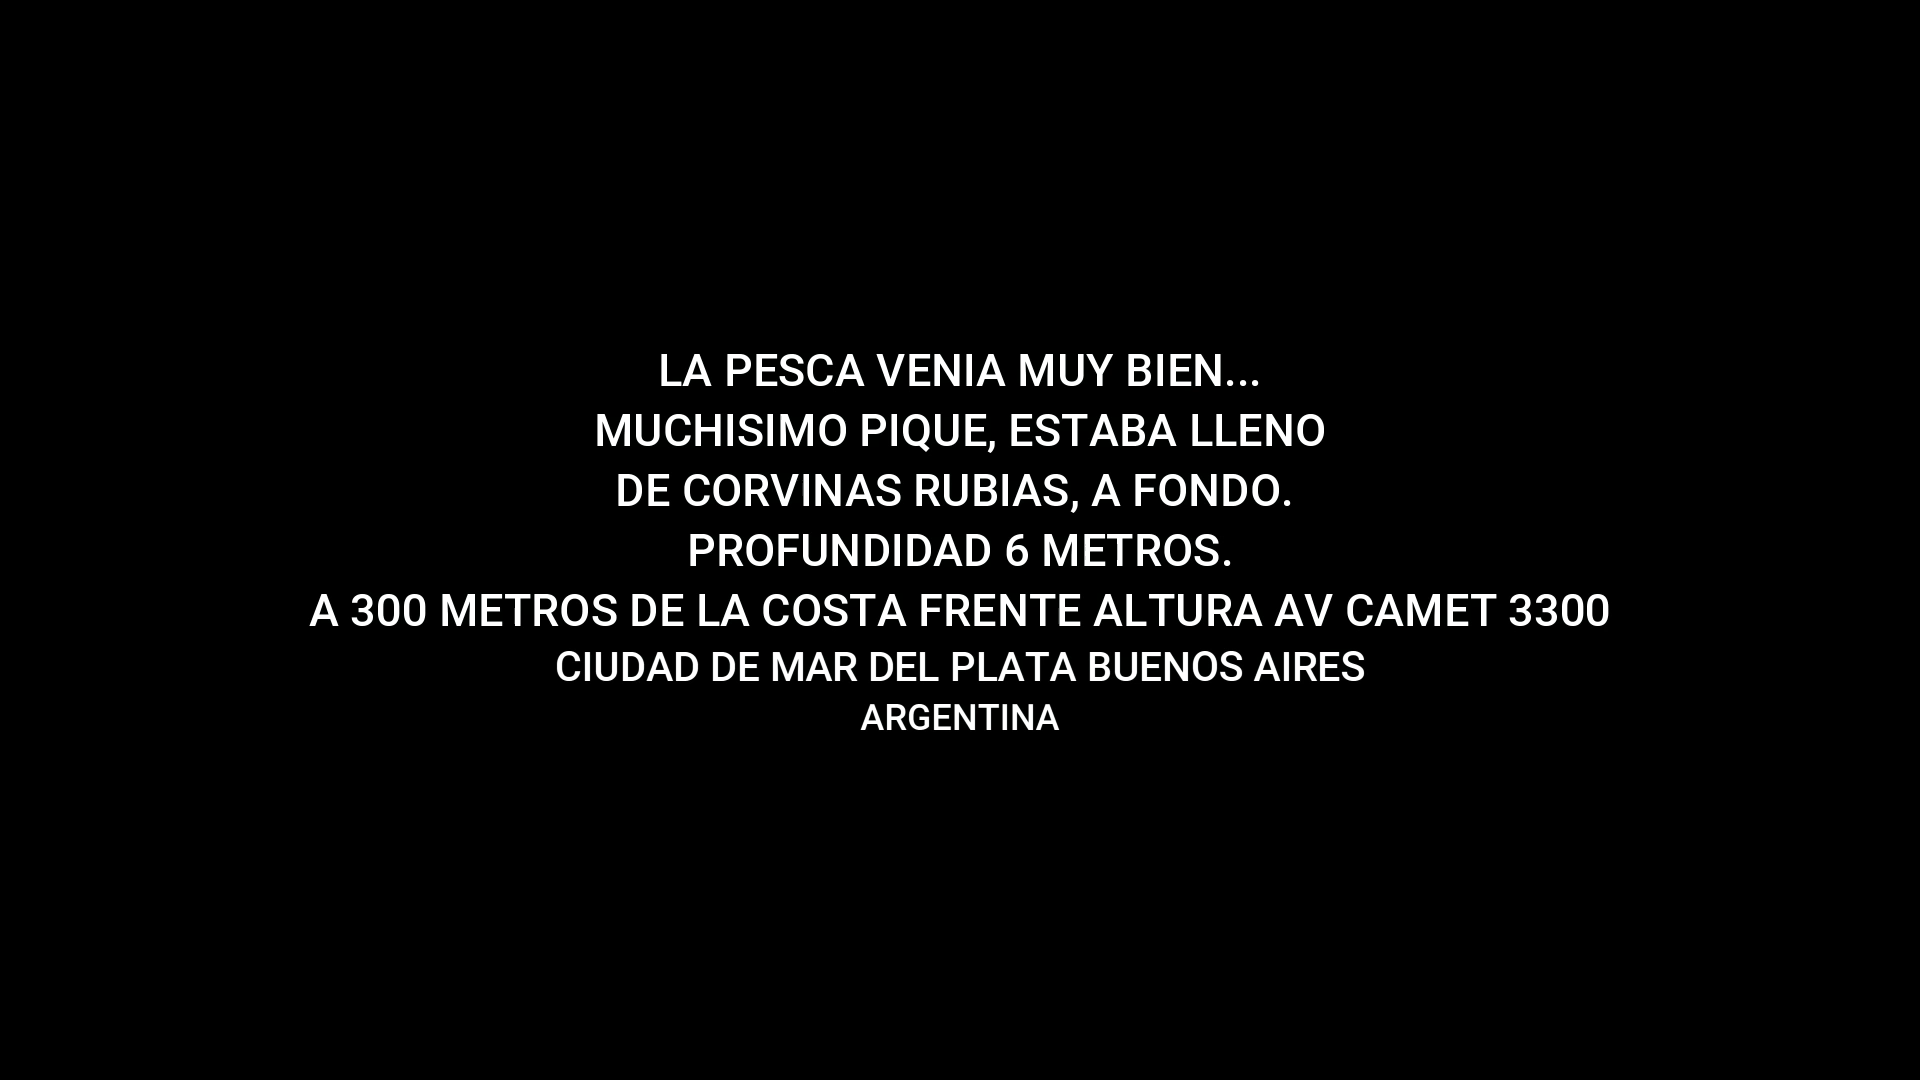 LA PESCA VENIA MUY BIEN...
MUCHISIMO PIQUE, ESTABA LLENO
DE CORVINAS RUBIAS, A FONDO.
PROFUNDIDAD 6 METROS.
A 300 METROS DE LA COSTA FRENTE ALTURA AV CAMET 3300
CIUDAD DE MAR DEL PLATA BUENOS AIRES
ARGENTINA